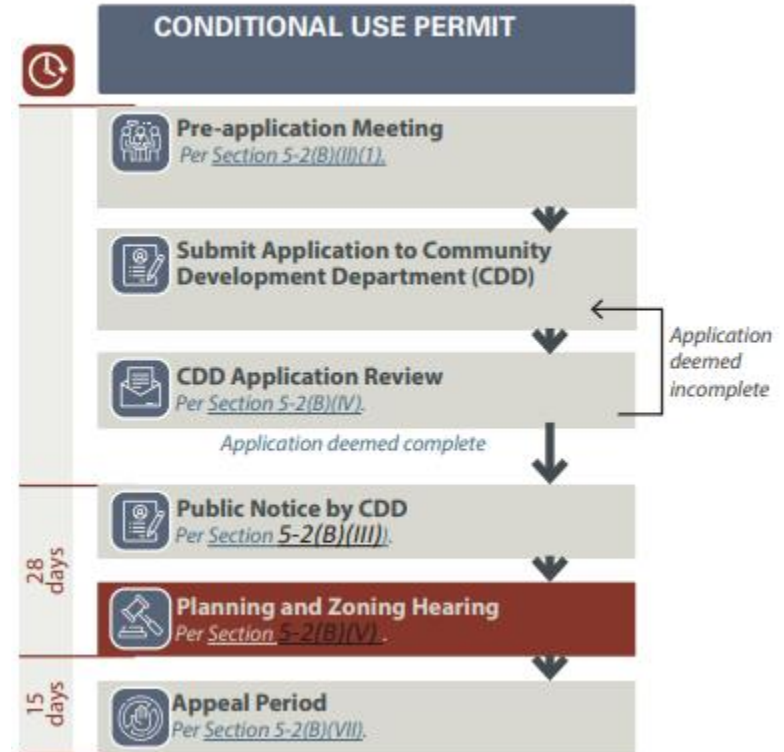 CONDITIONAL USE PERMIT
Pre-application Meeting
Per Section 5-2(B)(II)(1).
Submit Application to Community
Development Department (CDD)
Application
deemed
incomplete
CDD Application Review
Per Section 5-2(B)(IV).
Application deemed complete
Public Notice by CDD
Per Section 5-2(B)(III)).
28
days
Planning and Zoning Hearing
Per Section 5-2(B)(V) .
15
days
Appeal Period
Per Section 5-2(B)(VII).